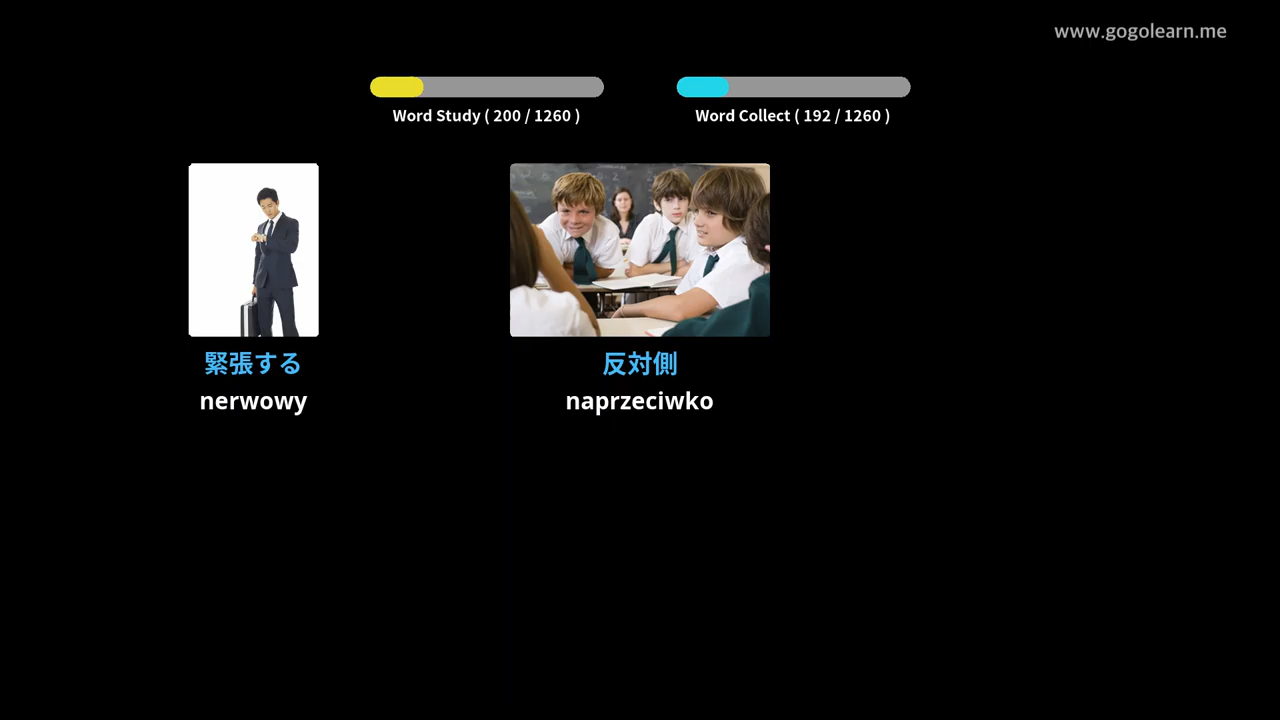 www.gogolearn.me
Word Study ( 200 / 1260 )
Word Collect ( 192 / 1260 )
緊張する
nerwowy
反対側
naprzeciwko